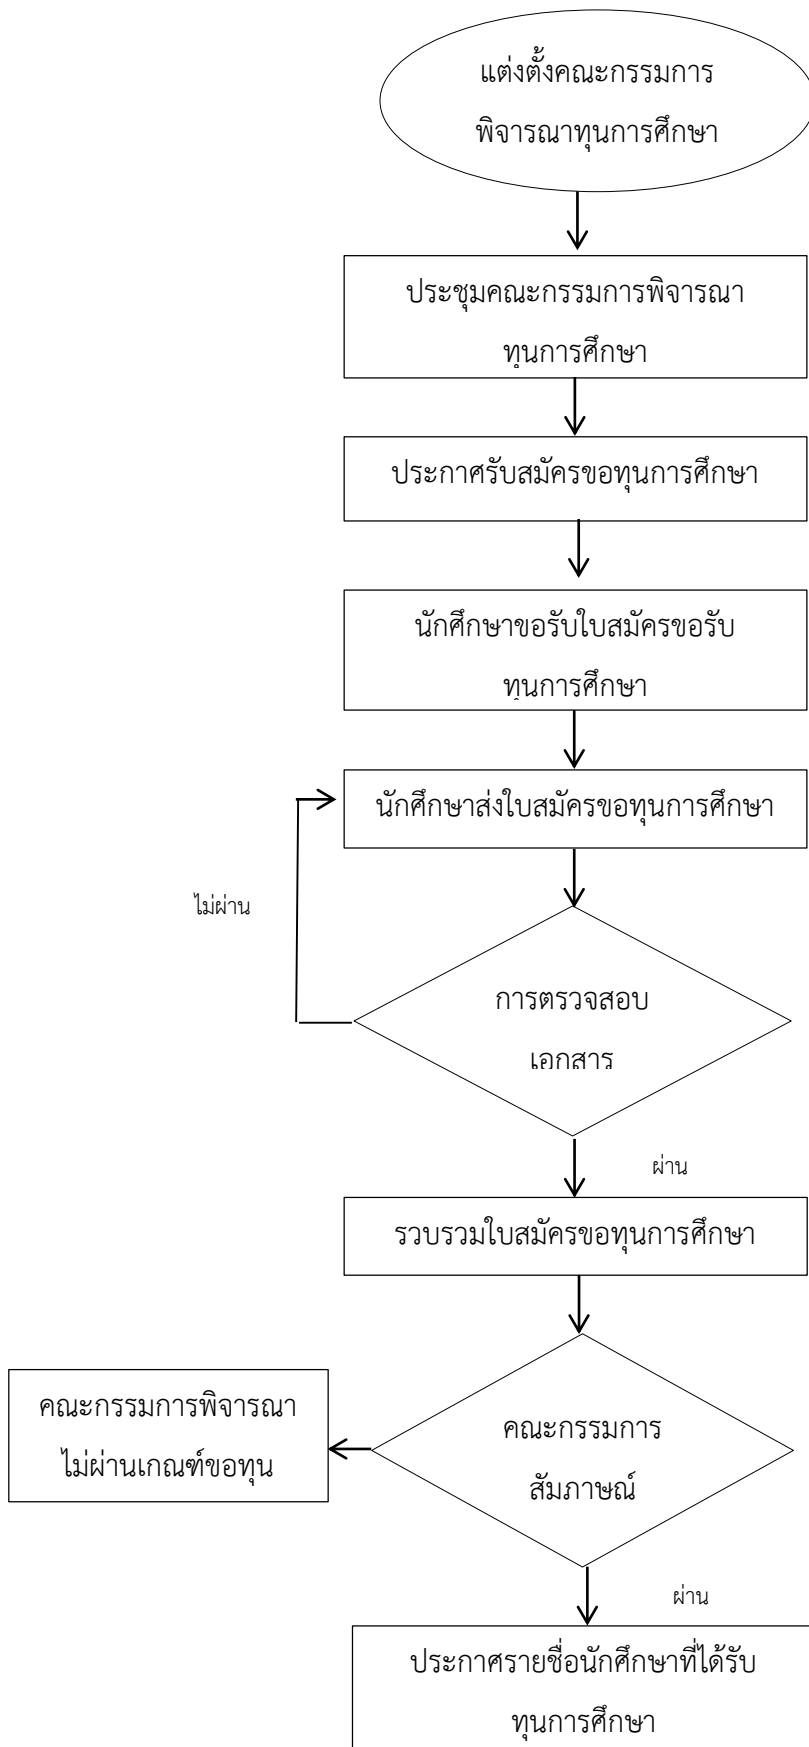 แต่งตั้งคณะกรรมการ
พิจารณาทุนการศึกษา
ประชุมคณะกรรมการพิจารณา
ทุนการศึกษา
ประกาศรับสมัครขอทุนการศึกษา
นักศึกษาขอรับใบสมัครขอรับ
ทุนการศึกษา
นักศึกษาส่งใบสมัครขอทุนการศึกษา
ไม่ผ่าน
การตรวจสอบ
เอกสาร
ผ่าน
รวบรวมใบสมัครขอทุนการศึกษา
คณะกรรมการพิจารณา
ไม่ผ่านเกณฑ์ขอทุน
คณะกรรมการ
สัมภาษณ์
ผ่าน
ประกาศรายชื่อนักศึกษาที่ได้รับ
ทุนการศึกษา